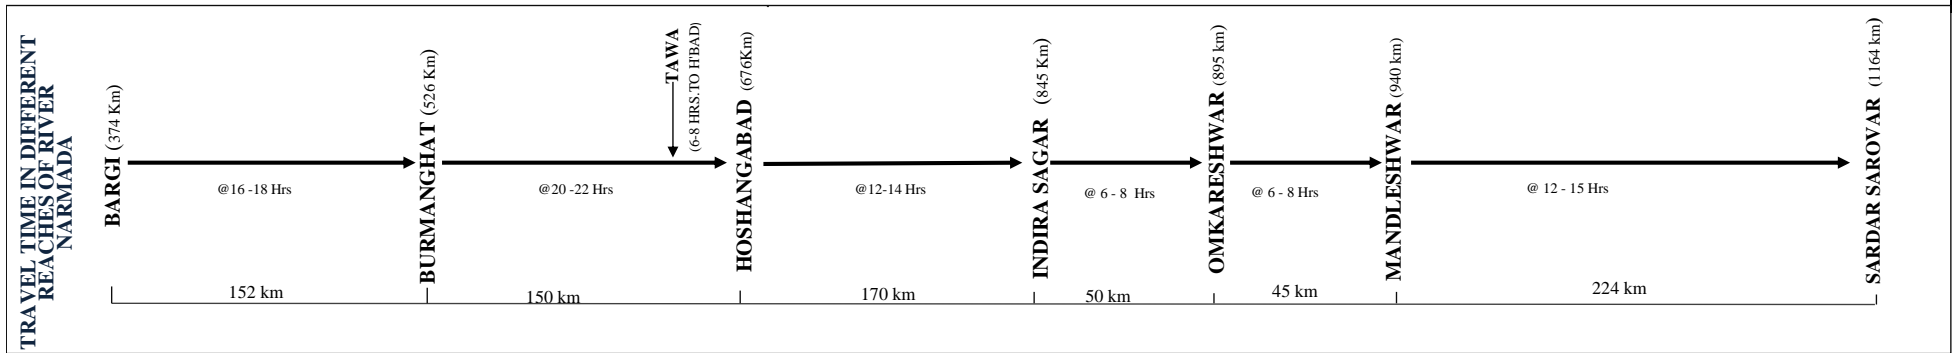 TRAVEL TIME IN DIFFERENT
REACHES OF RIVER
NARMADA
BARGI (374 Km)
@16 -18 Hrs
BURMANGHAT (526 Km)
@20 -22 Hrs
TAWA
(6-8 HRS.TO H'BAD)
HOSHANGABAD (676Km)
@12-14 Hrs
INDIRA SAGAR (845 Km)
@ 6 - 8 Hrs
OMKARESHWAR (895 km)
@ 6 - 8 Hrs
MANDLESHWAR (940 km)
@ 12 - 15 Hrs
SARDAR SAROVAR (1164 km)
152 km
150 km
170 km
50 km
45 km
224 km